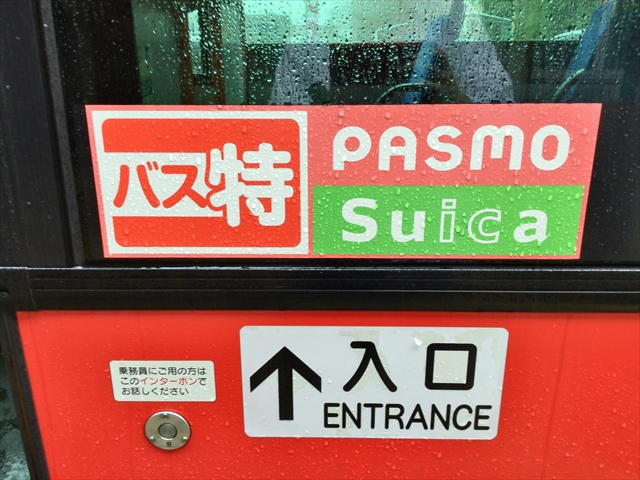 バス特
PASMO
Suica
乗務員にご用の方は
このインターホンで
お話しください
↑入口
ENTRANCE